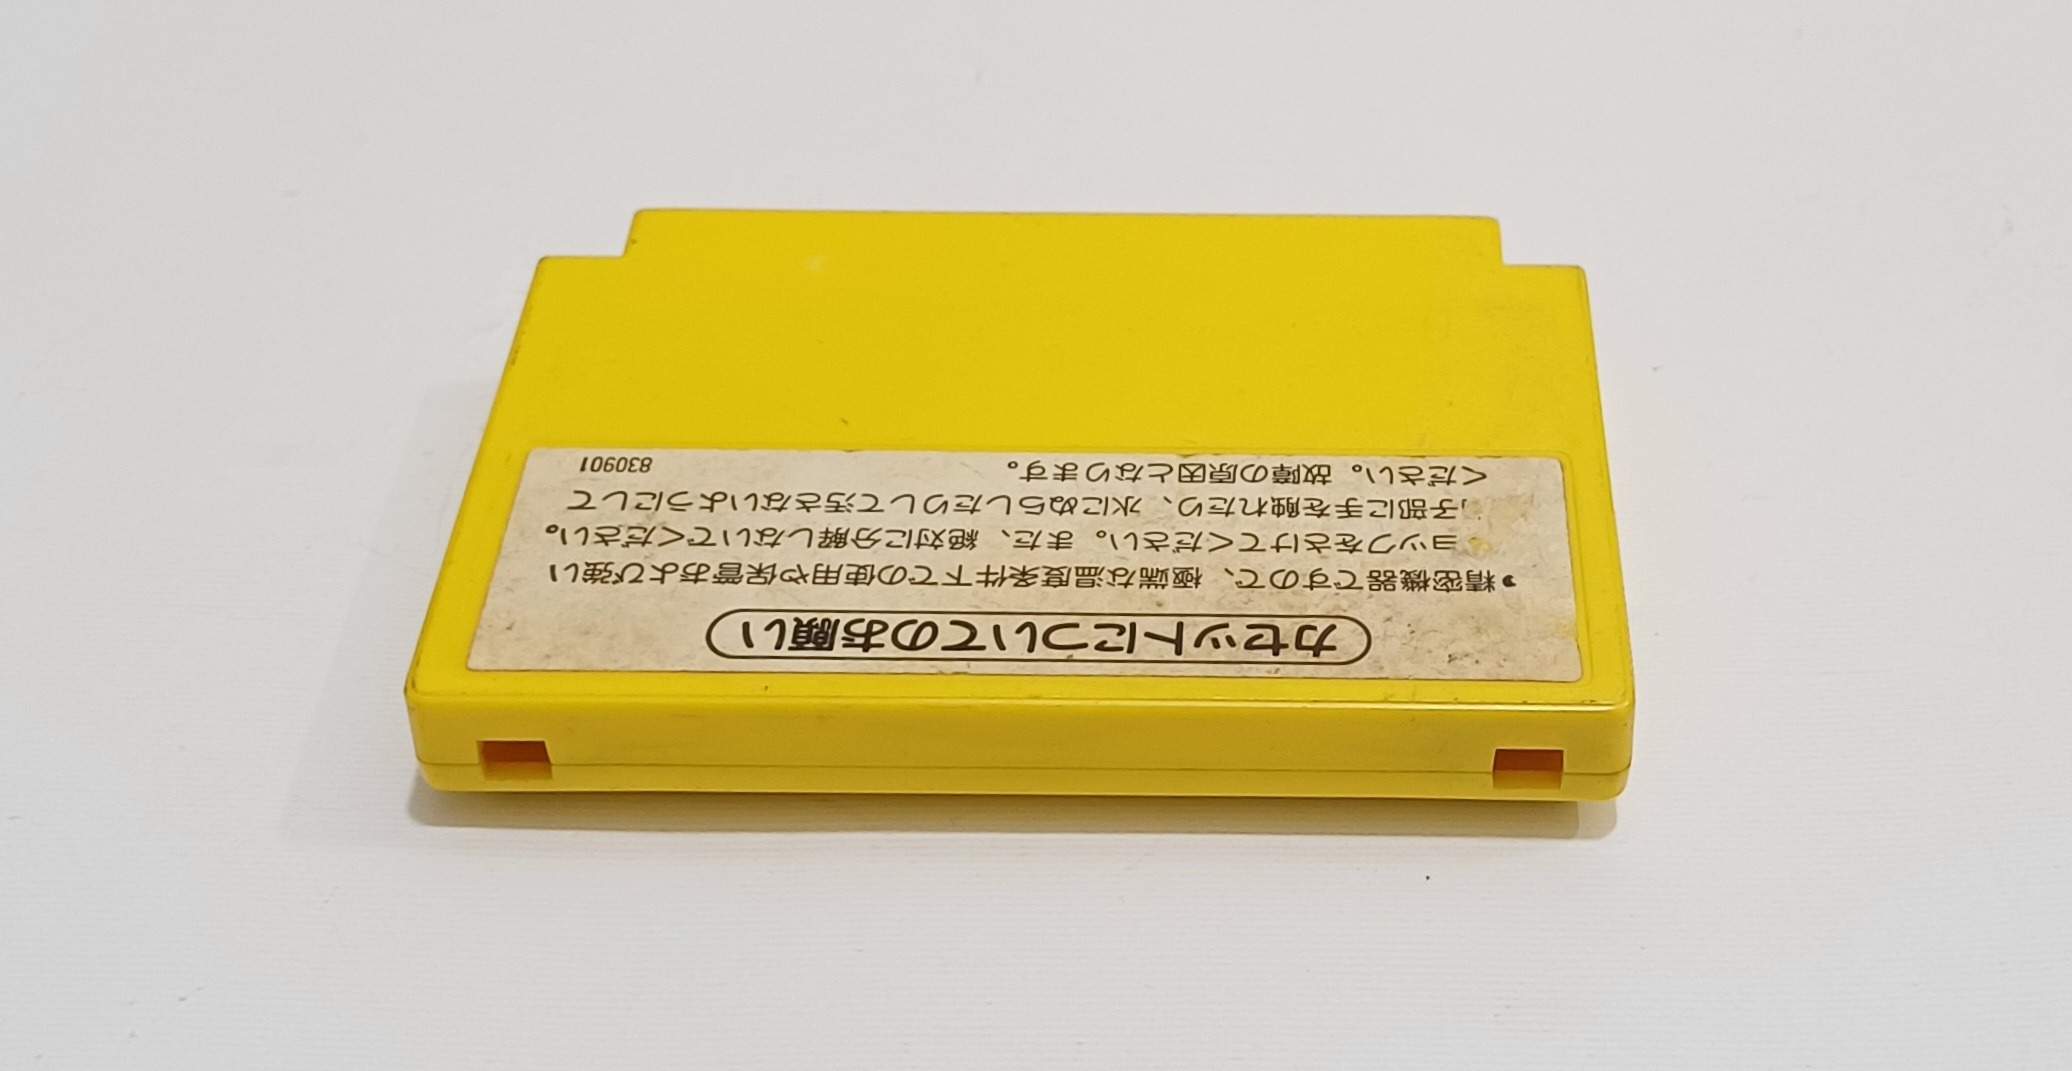 カセットについてのお願い
●精密機器ですので、極端な温度条件下での使用や保管および強い
ョックをさけてください。また、絶対に分解しないでください。
子部に手を触れたり、水にぬらしたりして汚さないようにして
ください。故障の原因となります。 830901